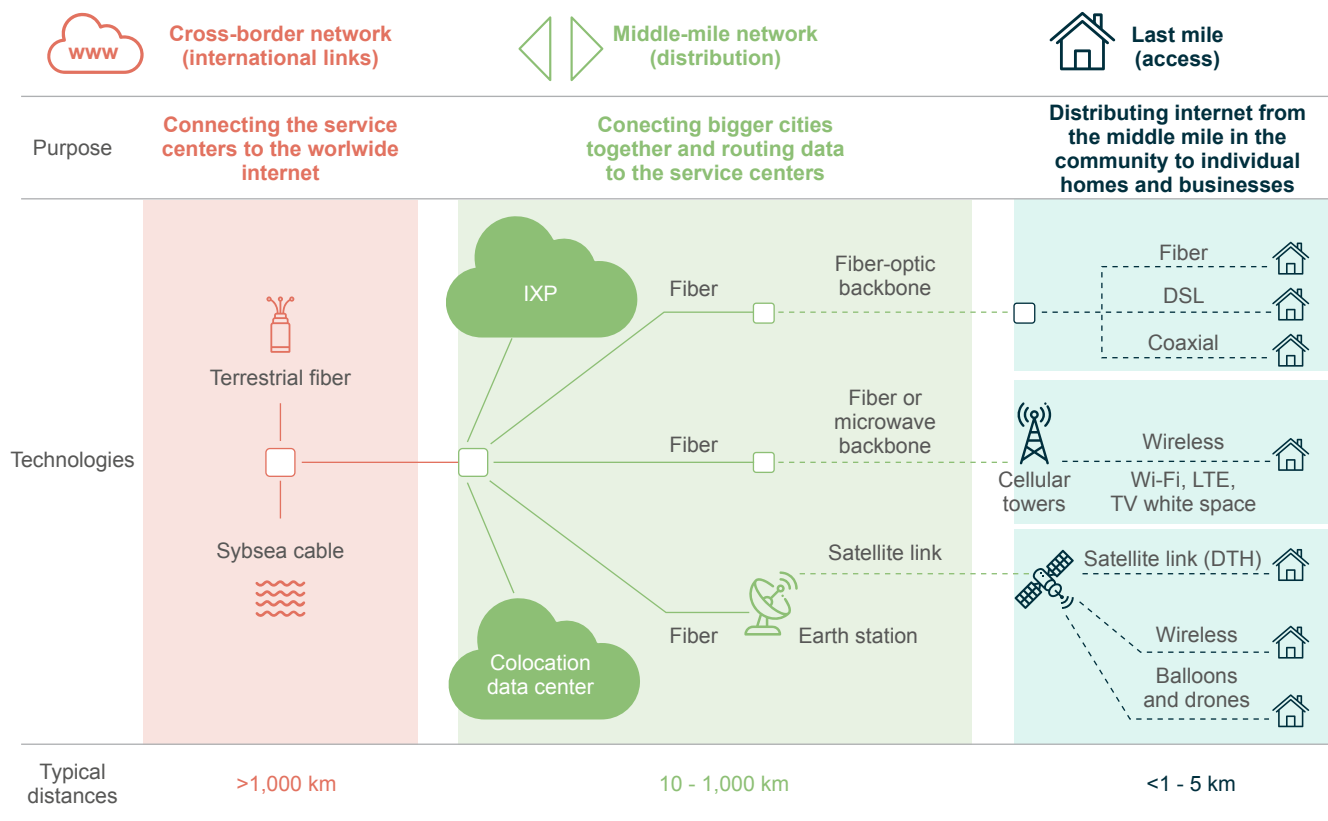 www
Cross-border network
(international links)
Middle-mile network
(distribution)
Last mile
(access)
Purpose
Connecting the service
centers to the worlwide
internet
Conecting bigger cities
together and routing data
to the service centers
Distributing internet from
the middle mile in the
community to individual
homes and businesses
Technologies
Terrestrial fiber
Sybsea cable
IXP
Colocation
data center
Fiber
Fiber-optic
backbone
Fiber
Fiber or
microwave
backbone
Fiber
Satellite link
Earth station
Fiber
DSL
Coaxial
Cellular
towers
Wireless
Wi-Fi, LTE,
TV white space
Satellite link (DTH)
Wireless
Balloons
and drones
Typical
distances
>1,000 km
10 - 1,000 km
<1 - 5 km